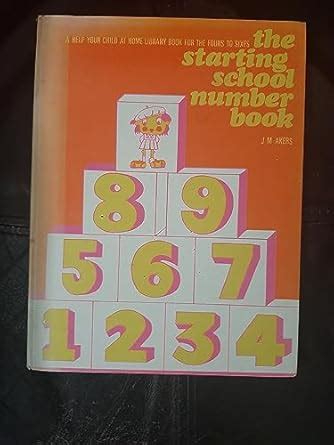 A HELP YOUR CHILD AT HOME LIBRARY BOOK FOR THE FOURS TO SIXES
the
starting
school
number
book
J M AKERS
8 9
5 6 7
1 2 3 4